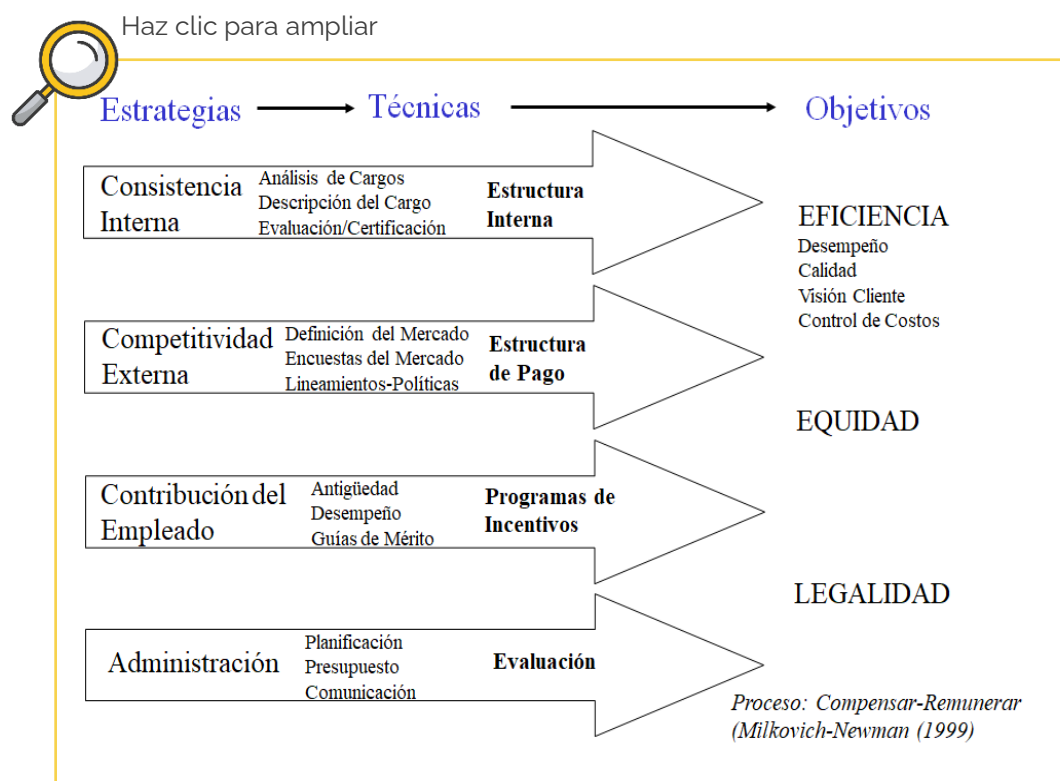 Haz clic para ampliar
Estrategias
Técnicas
Objetivos
Consistencia
Interna
Análisis de Cargos
Descripción del Cargo
Evaluación/Certificación
Estructura
Interna
Competitividad
Externa
Definición del Mercado
Encuestas del Mercado
Lineamientos-Políticas
Estructura
de Pago
Contribución del
Empleado
Antigüedad
Desempeño
Guías de Mérito
Programas de
Incentivos
Administración
Planificación
Presupuesto
Comunicación
Evaluación
EFICIENCIA
Desempeño
Calidad
Visión Cliente
Control de Costos
EQUIDAD
LEGALIDAD
Proceso: Compensar-Remunerar
(Milkovich-Newman (1999)